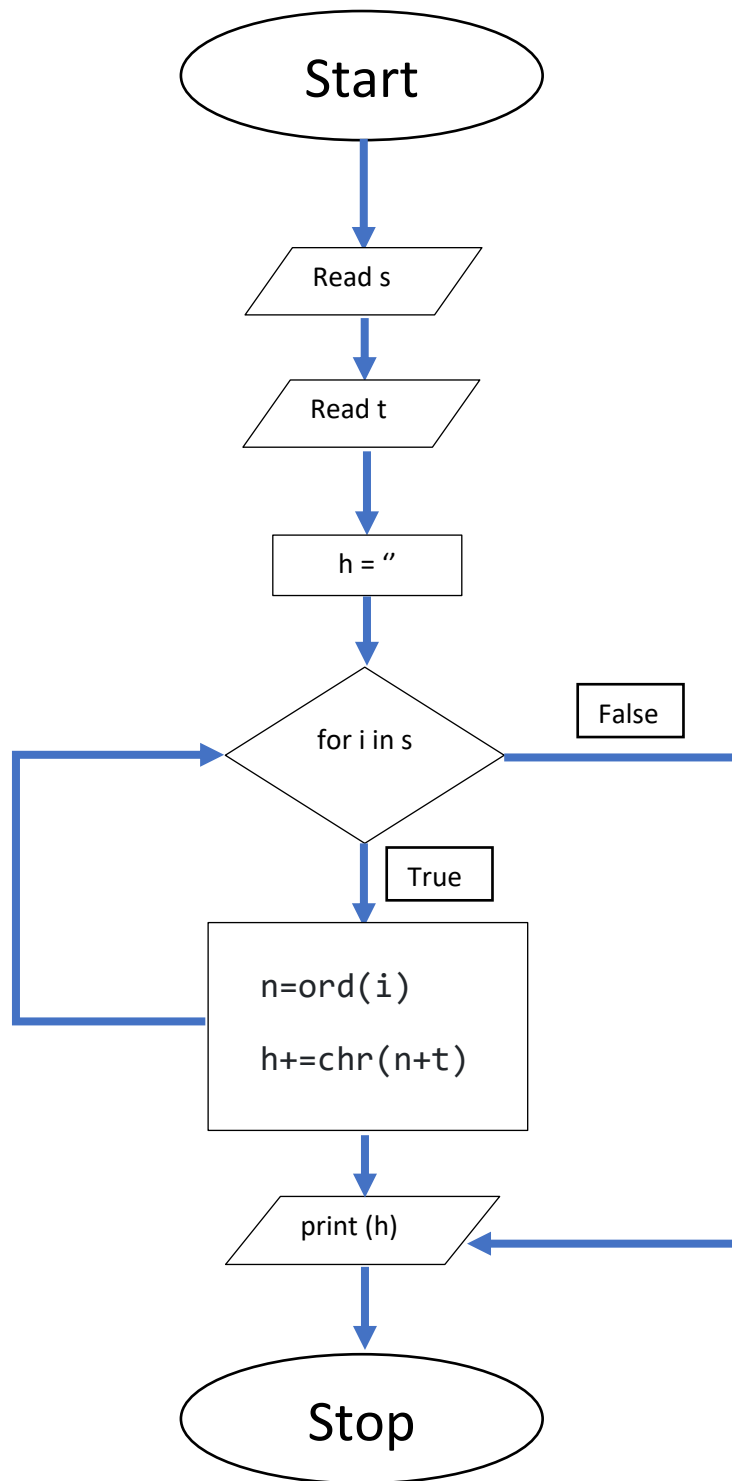 Start
Read s
Read t
h = ‘’
for i in s
False
True
n=ord(i)
h+=chr(n+t)
print (h)
Stop